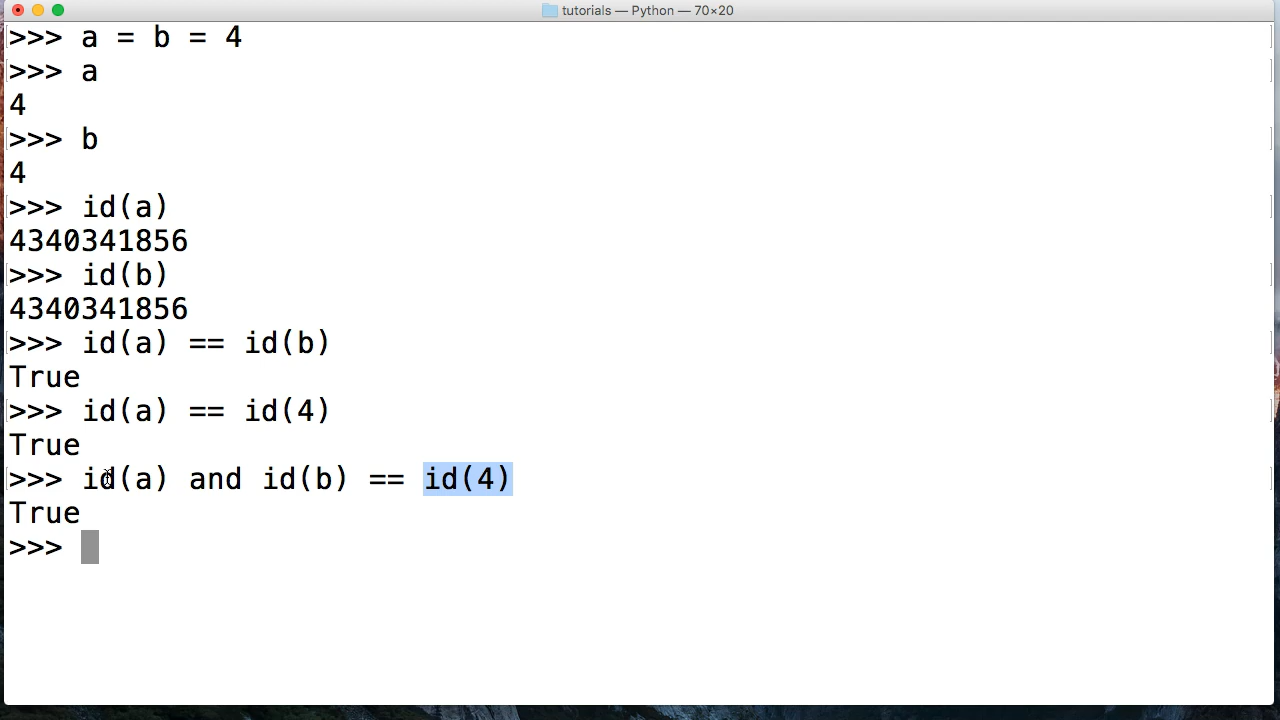 tutorials — Python — 70×20
>>> a = b = 4
>>> a
4
>>> b
4
>>> id(a)
4340341856
>>> id(b)
4340341856
>>> id(a) == id(b)
True
>>> id(a) == id(4)
True
>>> id(a) and id(b) == id(4)
True
>>>